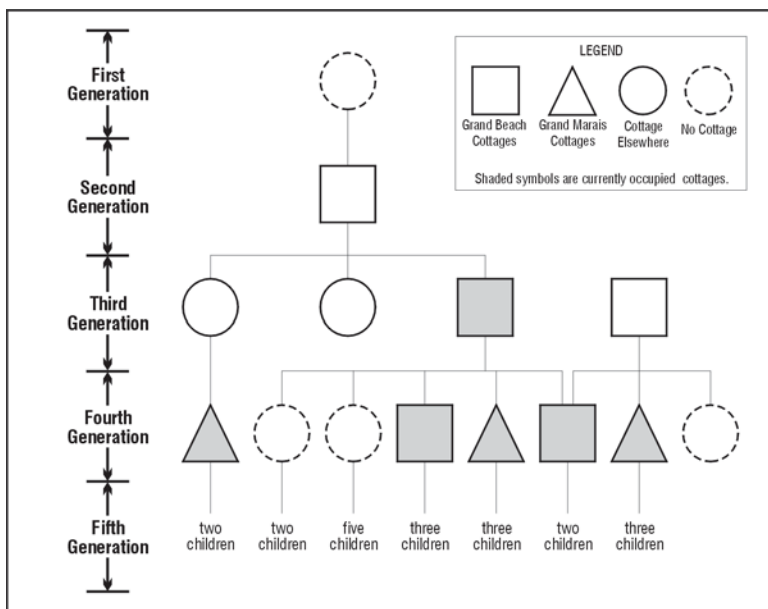 First
Generation
Second
Generation
Third
Generation
Fourth
Generation
Fifth
Generation
LEGEND
Grand Beach
Cottages
Grand Marais
Cottages
Cottage
Elsewhere
No Cottage
Shaded symbols are currently occupied cottages.
two
children
two
children
five
children
three
children
three
children
two
children
three
children